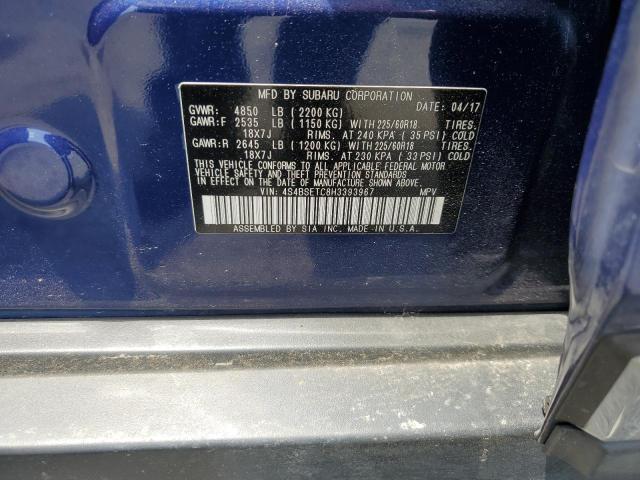 MFD BY SUBARU CORPORATION
DATE: 04/17
GVWR: 4850 LB (2200 KG)
GAWR:F 2535 LB (1150 KG) WITH 225/60R18 TIRES.
18X7J RIMS. AT 240 KPA (35 PSI) COLD
GAWR:R 2645 LB (1200 KG) WITH 225/60R18 TIRES.
18X7J RIMS. AT 230 KPA (33 PSI) COLD
THIS VEHICLE CONFORMS TO ALL APPLICABLE FEDERAL MOTOR
VEHICLE SAFETY AND THEFT PREVENTION STANDARDS
IN EFFECT ON THE DATE OF MANUFACTURE SHOWN ABOVE.
VIN: 4S4BSETC8H3393967 MPV
ASSEMBLED BY SIA INC. MADE IN U.S.A.